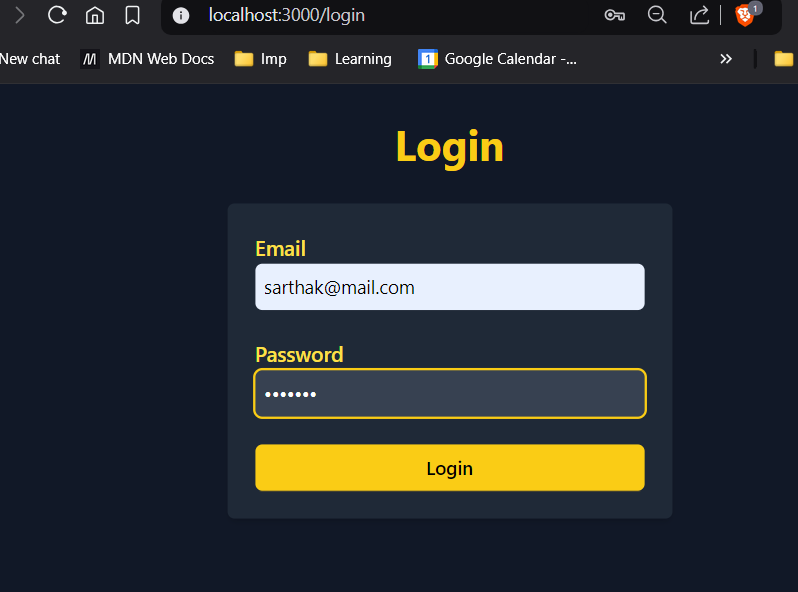 localhost:3000/login
1
New chat MDN Web Docs Imp Learning 1 Google Calendar -... »
Login
Email
sarthak@mail.com
Password
•••••••
Login